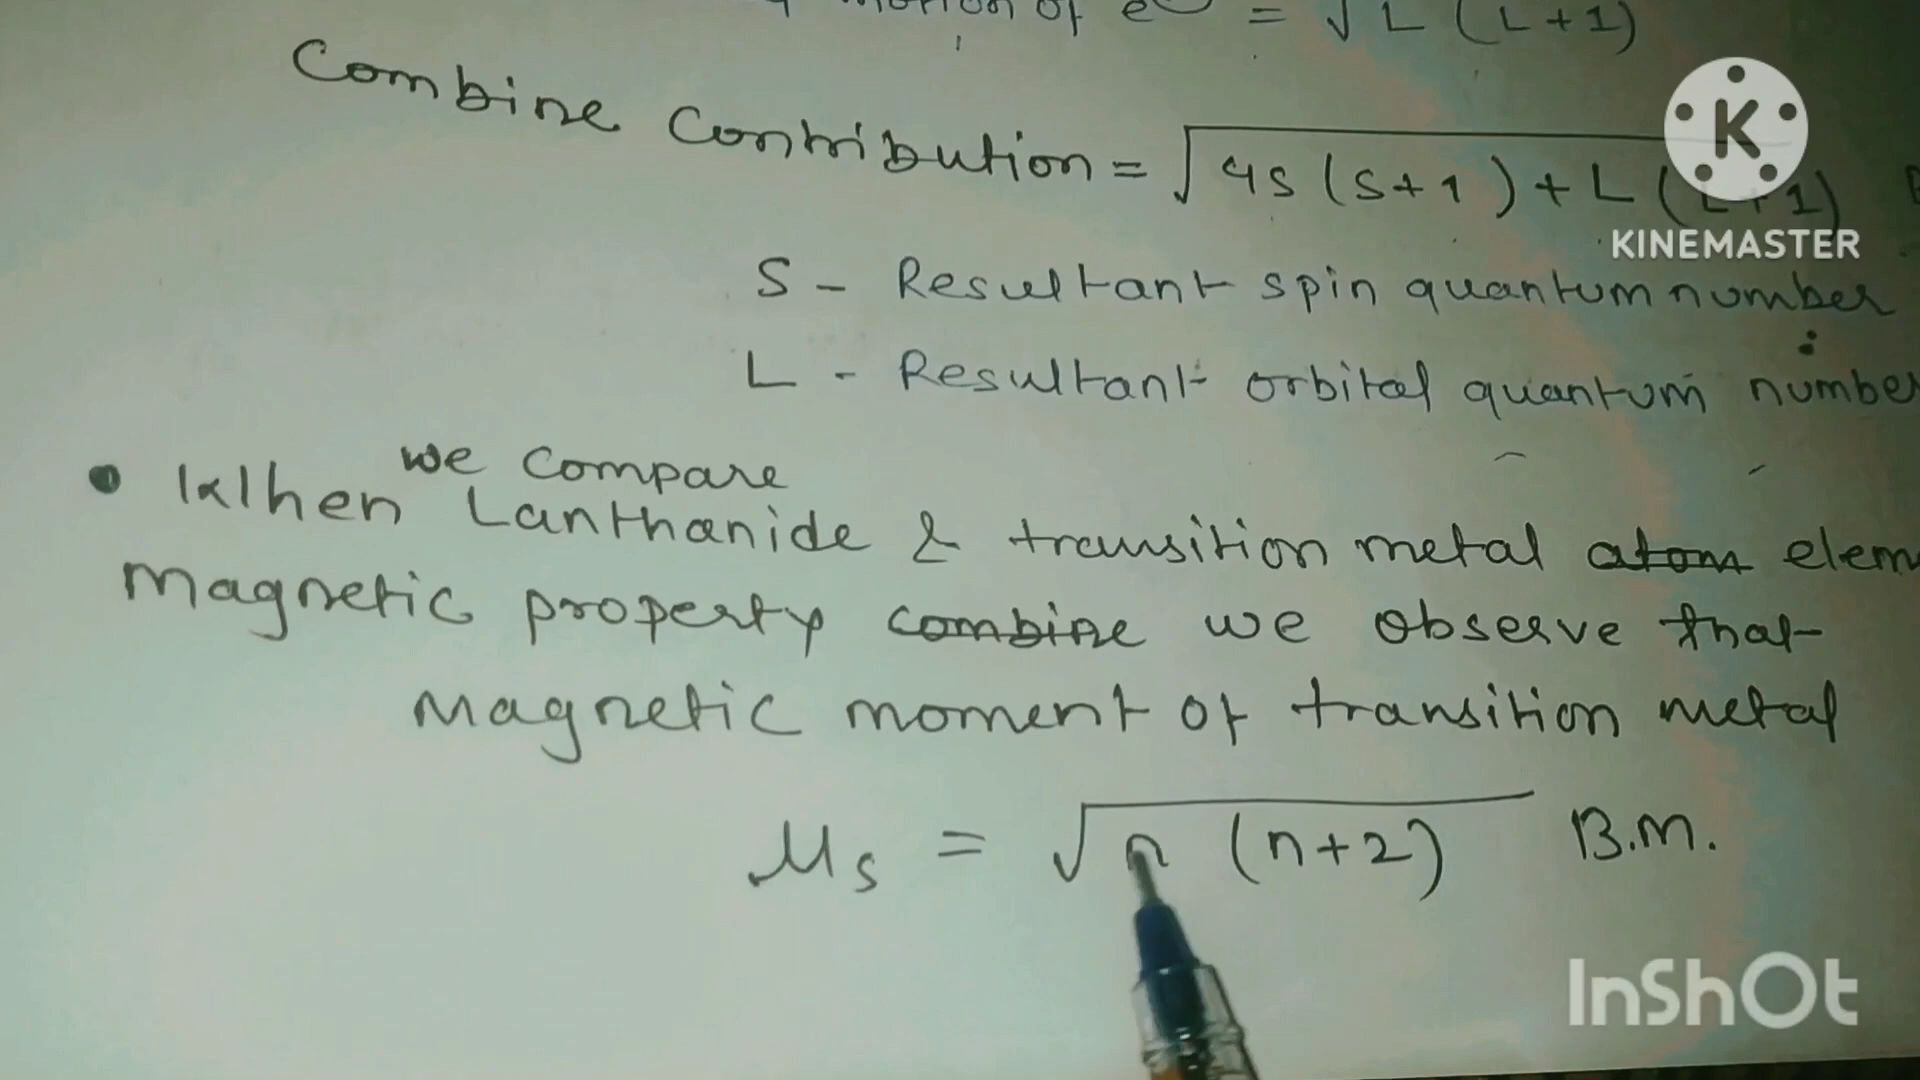 motion of e = √L(L+1)
Combine Contribution = √4S(S+1)+L(L+1)
K
KINEMASTER
S - Resultant spin quantum number
L - Resultant orbital quantum number
we compare
• When Lanthanide & transition metal atom elem
magnetic property combine we observe that
magnetic moment of transition metal
μs = √n (n+2) B.M.
InShOt